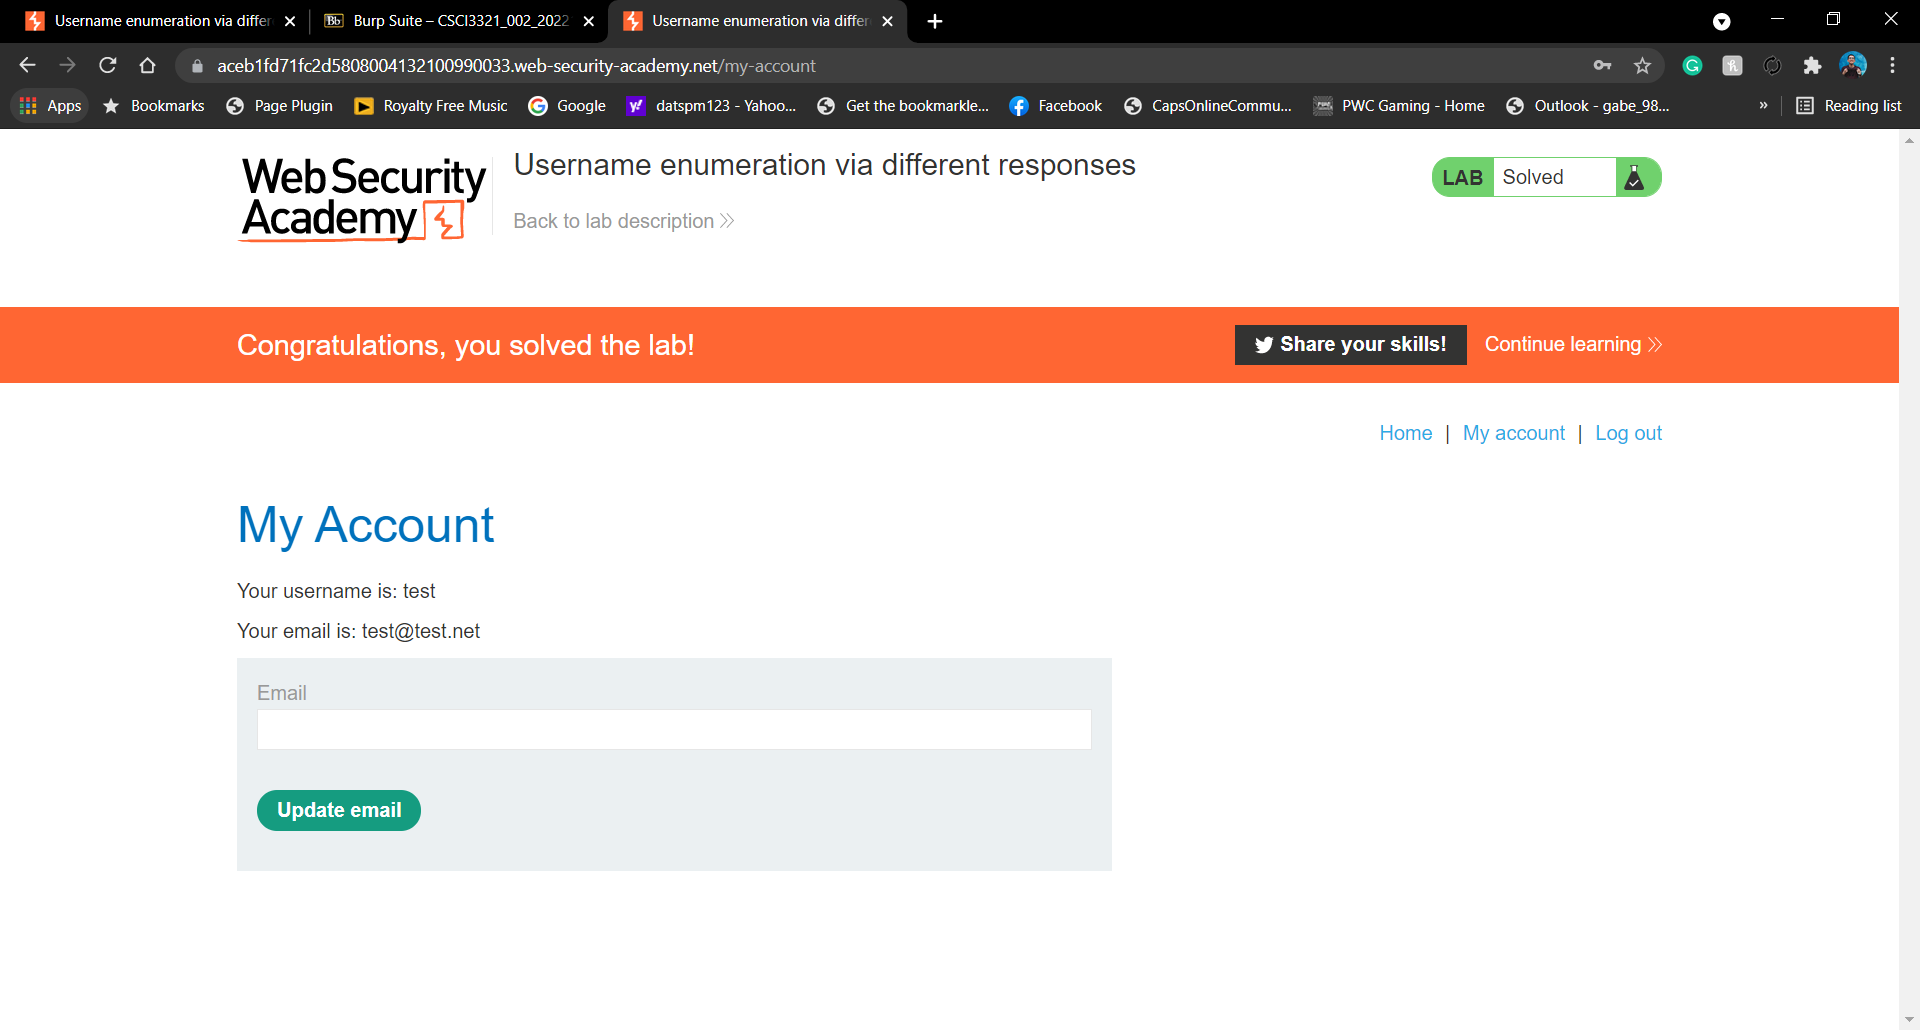 Username enumeration via differ
Bb Burp Suite – CSCI3321_002_2022
Username enumeration via differ
aceb1fd71fc2d5808004132100990033.web-security-academy.net/my-account
Apps Bookmarks Page Plugin Royalty Free Music Google datspm123 - Yahoo... Get the bookmarkle... Facebook CapsOnlineCommu... PWC Gaming - Home Outlook - gabe_98... » Reading list
Web Security
Academy
Username enumeration via different responses
Back to lab description
LAB Solved
Congratulations, you solved the lab!
Share your skills!
Continue learning
Home | My account | Log out
My Account
Your username is: test
Your email is: test@test.net
Email
Update email